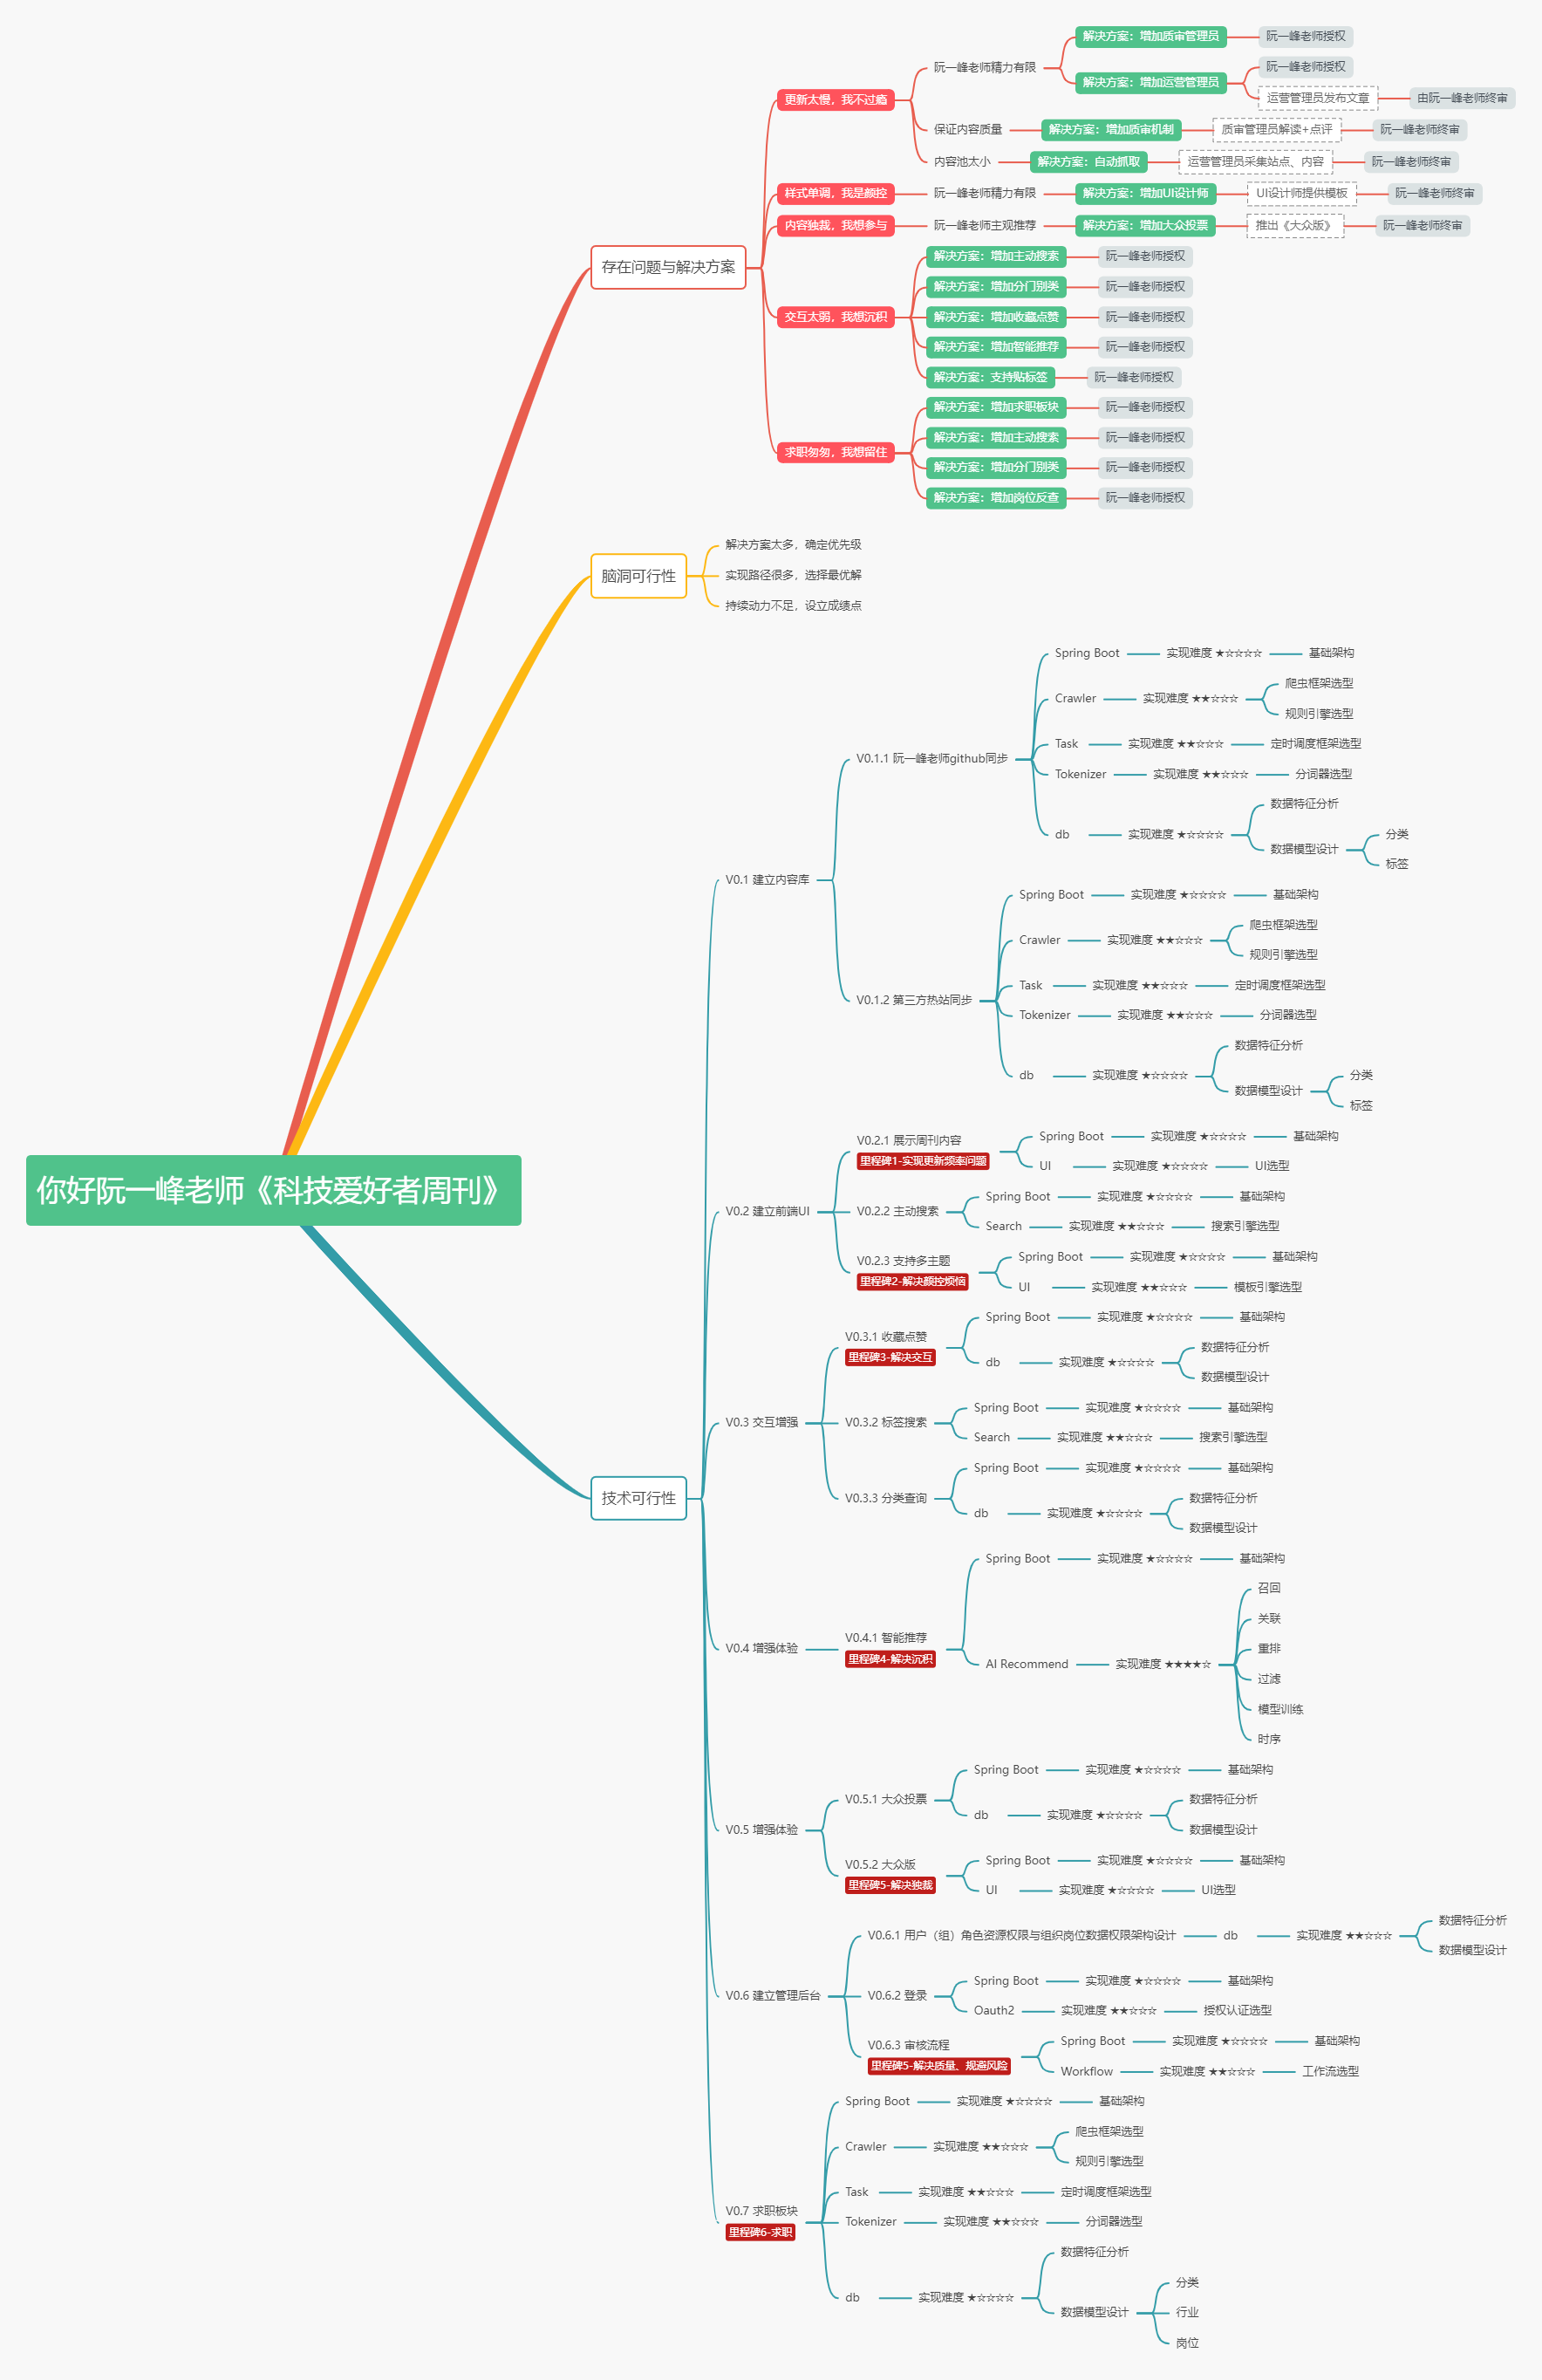 你好阮一峰老师《科技爱好者周刊》
存在问题与解决方案
更新太慢，我不过瘾
阮一峰老师精力有限
解决方案：增加质审管理员
阮一峰老师授权
解决方案：增加运营管理员
阮一峰老师授权
运营管理员发布文章
由阮一峰老师终审
保证内容质量
解决方案：增加质审机制
质审管理员解读+点评
阮一峰老师终审
内容池太小
解决方案：自动抓取
运营管理员采集站点、内容
阮一峰老师终审
样式单调，我是颜控
阮一峰老师精力有限
解决方案：增加UI设计师
UI设计师提供模板
阮一峰老师终审
内容独裁，我想参与
阮一峰老师主观推荐
解决方案：增加大众投票
推出《大众版》
阮一峰老师终审
交互太弱，我想沉积
解决方案：增加主动搜索
阮一峰老师授权
解决方案：增加分门别类
阮一峰老师授权
解决方案：增加收藏点赞
阮一峰老师授权
解决方案：增加智能推荐
阮一峰老师授权
解决方案：支持贴标签
阮一峰老师授权
求职匆匆，我想留住
解决方案：增加求职板块
阮一峰老师授权
解决方案：增加主动搜索
阮一峰老师授权
解决方案：增加分门别类
阮一峰老师授权
解决方案：增加岗位反查
阮一峰老师授权
脑洞可行性
解决方案太多，确定优先级
实现路径很多，选择最优解
持续动力不足，设立成绩点
技术可行性
V0.1 建立内容库
V0.1.1 阮一峰老师github同步
Spring Boot
实现难度 ★☆☆☆☆
基础架构
Crawler
实现难度 ★★☆☆☆
爬虫框架选型
规则引擎选型
Task
实现难度 ★★☆☆☆
定时调度框架选型
Tokenizer
实现难度 ★★☆☆☆
分词器选型
db
实现难度 ★☆☆☆☆
数据特征分析
数据模型设计
分类
标签
V0.1.2 第三方热站同步
Spring Boot
实现难度 ★☆☆☆☆
基础架构
Crawler
实现难度 ★★☆☆☆
爬虫框架选型
规则引擎选型
Task
实现难度 ★★☆☆☆
定时调度框架选型
Tokenizer
实现难度 ★★☆☆☆
分词器选型
db
实现难度 ★☆☆☆☆
数据特征分析
数据模型设计
分类
标签
V0.2 建立前端UI
V0.2.1 展示周刊内容
里程碑1-实现更新频率问题
Spring Boot
实现难度 ★☆☆☆☆
基础架构
UI
实现难度 ★☆☆☆☆
UI选型
V0.2.2 主动搜索
Spring Boot
实现难度 ★☆☆☆☆
基础架构
Search
实现难度 ★★☆☆☆
搜索引擎选型
V0.2.3 支持多主题
里程碑2-解决颜控烦恼
Spring Boot
实现难度 ★☆☆☆☆
基础架构
UI
实现难度 ★★☆☆☆
模板引擎选型
V0.3 交互增强
V0.3.1 收藏点赞
里程碑3-解决交互
Spring Boot
实现难度 ★☆☆☆☆
基础架构
db
实现难度 ★☆☆☆☆
数据特征分析
数据模型设计
V0.3.2 标签搜索
Spring Boot
实现难度 ★☆☆☆☆
基础架构
Search
实现难度 ★★☆☆☆
搜索引擎选型
V0.3.3 分类查询
Spring Boot
实现难度 ★☆☆☆☆
基础架构
db
实现难度 ★☆☆☆☆
数据特征分析
数据模型设计
V0.4 增强体验
V0.4.1 智能推荐
里程碑4-解决沉积
Spring Boot
实现难度 ★☆☆☆☆
基础架构
AI Recommend
实现难度 ★★★★☆
召回
关联
重排
过滤
模型训练
时序
V0.5 增强体验
V0.5.1 大众投票
Spring Boot
实现难度 ★☆☆☆☆
基础架构
db
实现难度 ★☆☆☆☆
数据特征分析
数据模型设计
V0.5.2 大众版
里程碑5-解决独裁
Spring Boot
实现难度 ★☆☆☆☆
基础架构
UI
实现难度 ★☆☆☆☆
UI选型
V0.6 建立管理后台
V0.6.1 用户（组）角色资源权限与组织岗位数据权限架构设计
db
实现难度 ★★☆☆☆
数据特征分析
数据模型设计
V0.6.2 登录
Spring Boot
实现难度 ★☆☆☆☆
基础架构
Oauth2
实现难度 ★★☆☆☆
授权认证选型
V0.6.3 审核流程
里程碑5-解决质量、规避风险
Spring Boot
实现难度 ★☆☆☆☆
基础架构
Workflow
实现难度 ★★☆☆☆
工作流选型
V0.7 求职板块
里程碑6-求职
Spring Boot
实现难度 ★☆☆☆☆
基础架构
Crawler
实现难度 ★★☆☆☆
爬虫框架选型
规则引擎选型
Task
实现难度 ★★☆☆☆
定时调度框架选型
Tokenizer
实现难度 ★★☆☆☆
分词器选型
db
实现难度 ★☆☆☆☆
数据特征分析
数据模型设计
分类
行业
岗位